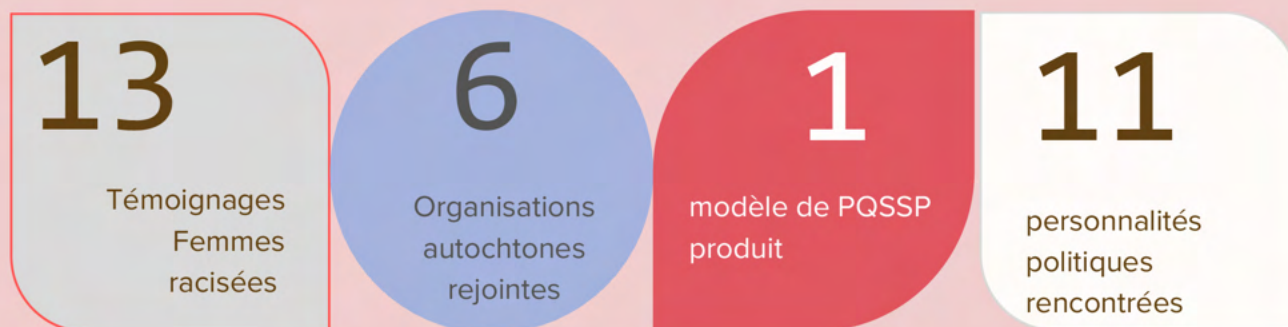 13
Témoignages
Femmes
racisées
6
Organisations
autochtones
rejointes
1
modèle de PQSSP
produit
11
personnalités
politiques
rencontrées